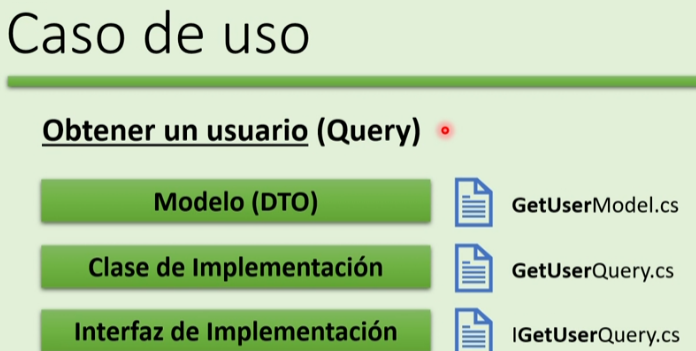 Caso de uso
Obtener un usuario (Query)
Modelo (DTO) GetUserModel.cs
Clase de Implementación GetUserQuery.cs
Interfaz de Implementación IGetUserQuery.cs